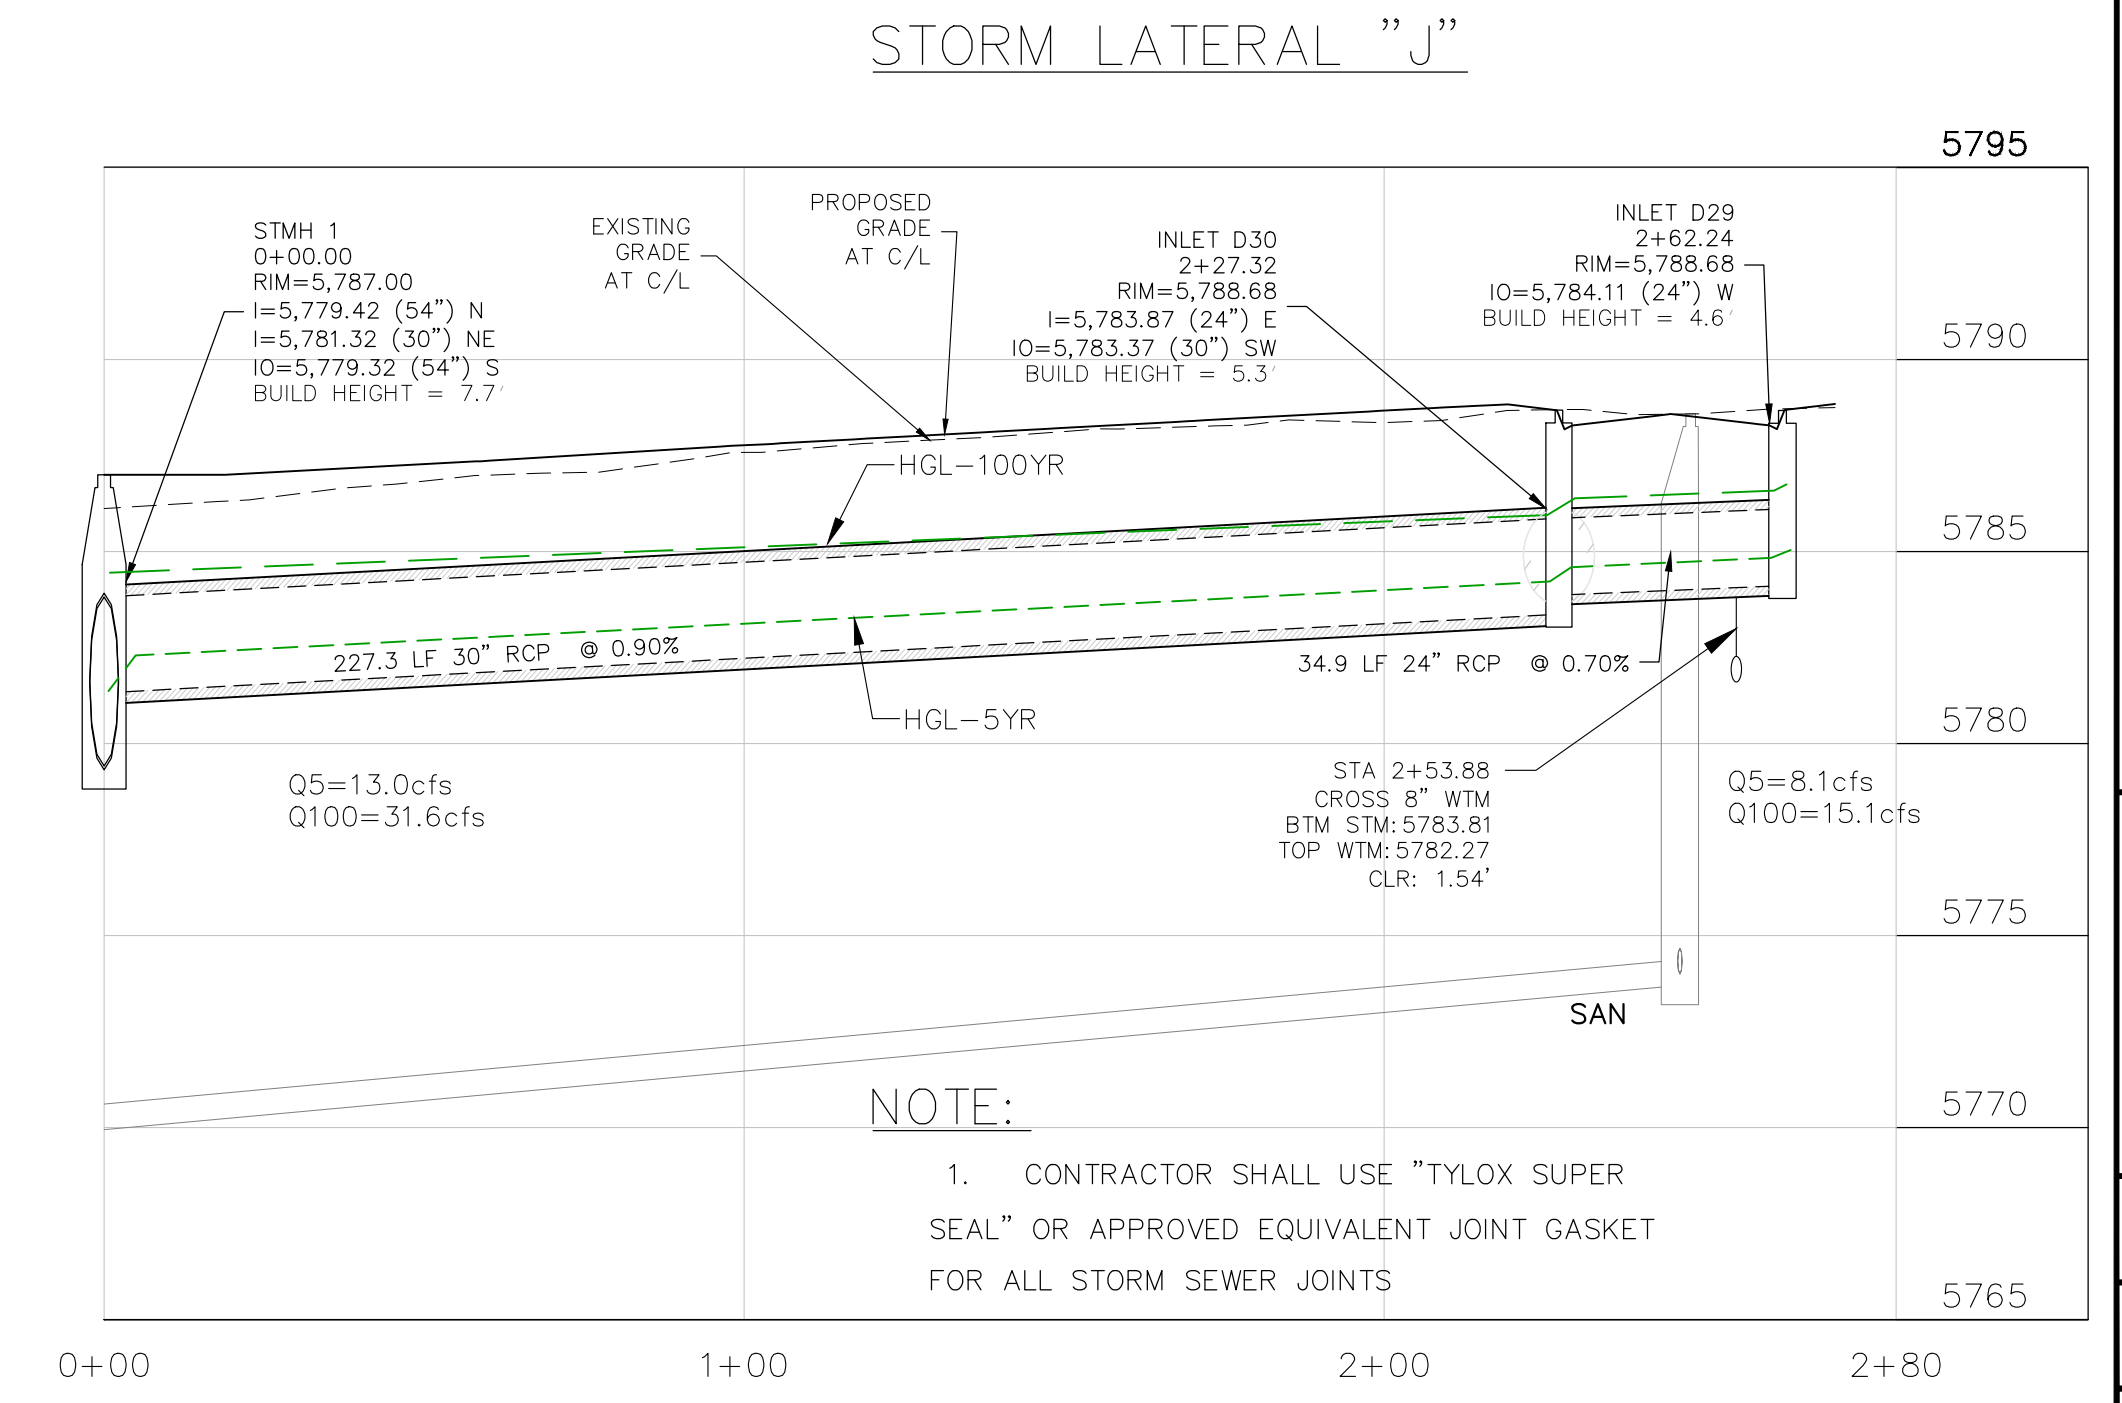 STORM LATERAL "J"
5795
5790
5785
5780
5775
5770
5765
STMH 1
0+00.00
RIM=5,787.00
I=5,779.42 (54") N
I=5,781.32 (30") NE
IO=5,779.32 (54") S
BUILD HEIGHT = 7.7'
EXISTING
GRADE
AT C/L
PROPOSED
GRADE
AT C/L
INLET D30
2+27.32
RIM=5,788.68
I=5,783.87 (24") E
IO=5,783.37 (30") SW
BUILD HEIGHT = 5.3'
INLET D29
2+62.24
RIM=5,788.68
IO=5,784.11 (24") W
BUILD HEIGHT = 4.6'
HGL-100YR
227.3 LF 30" RCP @ 0.90%
34.9 LF 24" RCP @ 0.70%
HGL-5YR
Q5=13.0cfs
Q100=31.6cfs
STA 2+53.88
CROSS 8" WTM
BTM STM:5783.81
TOP WTM:5782.27
CLR: 1.54'
Q5=8.1cfs
Q100=15.1cfs
SAN
NOTE:
1. CONTRACTOR SHALL USE "TYLOX SUPER
SEAL" OR APPROVED EQUIVALENT JOINT GASKET
FOR ALL STORM SEWER JOINTS
0+00
1+00
2+00
2+80